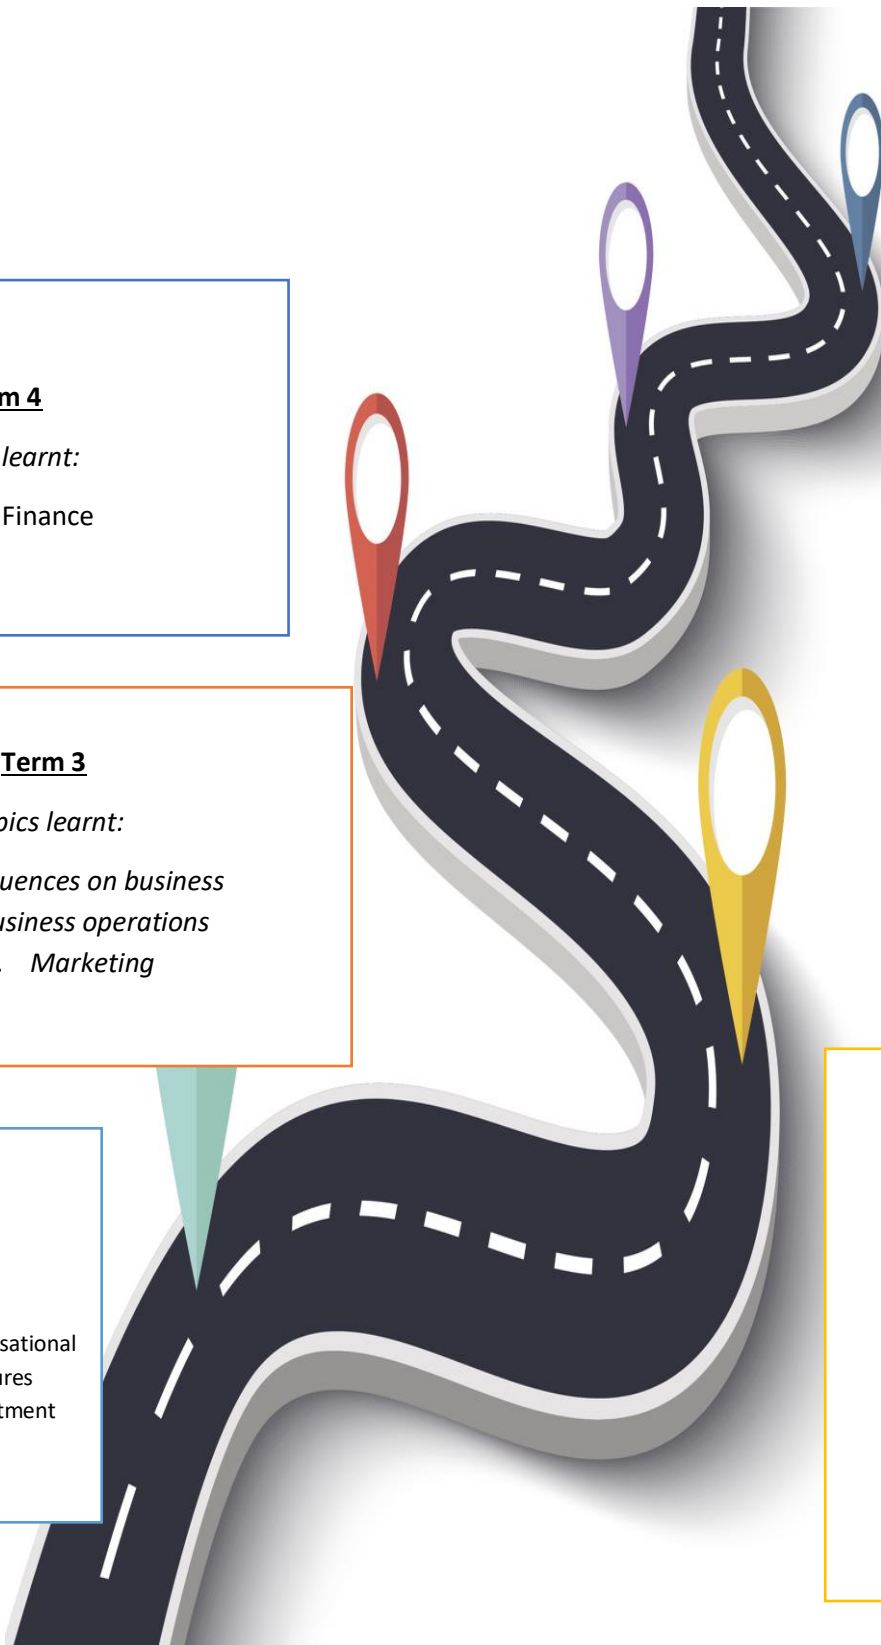 m 4
learnt:
Finance
Term 3
pics learnt:
uences on business
usiness operations
. Marketing
sational
ures
tment